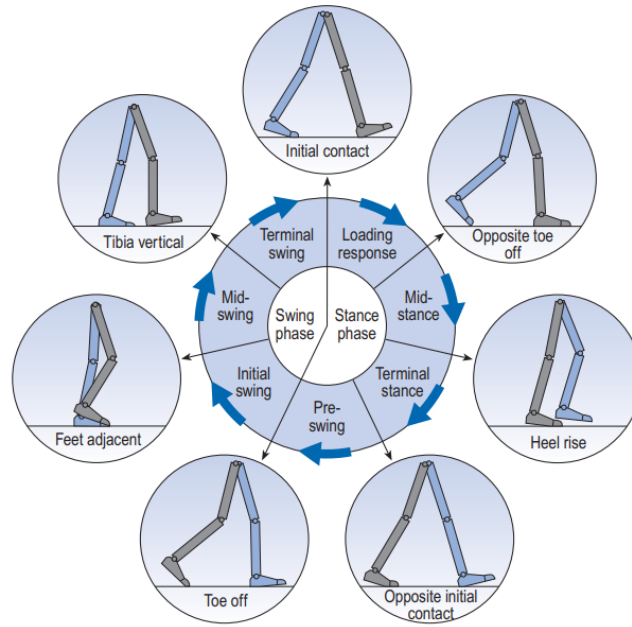 Initial contact
Opposite toe
off
Heel rise
Opposite initial
contact
Toe off
Feet adjacent
Tibia vertical
Loading
response
Mid-
stance
Terminal
stance
Pre-
swing
Initial
swing
Mid-
swing
Terminal
swing
Swing
phase
Stance
phase